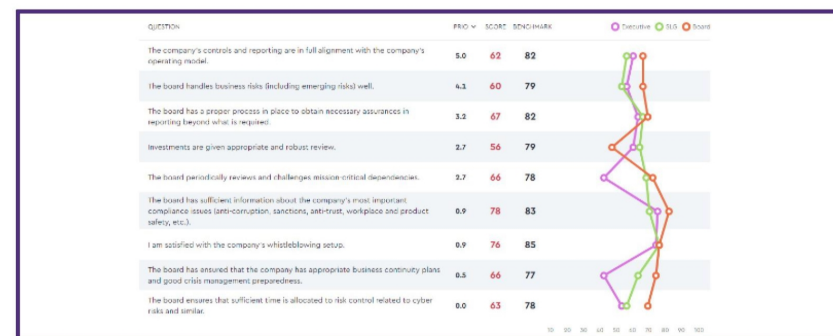 QUESTION PRIO SCORE BENCHMARK Executive SLG Board
The company's controls and reporting are in full alignment with the company's
operating model. 5.0 62 82
The board handles business risks (including emerging risks) well. 4.1 60 79
The board has a proper process in place to obtain necessary assurances in
reporting beyond what is required. 3.2 67 82
Investments are given appropriate and robust review. 2.7 56 79
The board periodically reviews and challenges mission-critical dependencies. 2.7 66 78
The board has sufficient information about the company's most important
compliance issues (anti-corruption, sanctions, anti-trust, workplace and product
safety, etc.). 0.9 78 83
I am satisfied with the company's whistleblowing setup. 0.9 76 85
The board has ensured that the company has appropriate business continuity plans
and good crisis management preparedness. 0.5 66 77
The board ensures that sufficient time is allocated to risk control related to cyber
risks and similar. 0.0 63 78
10 20 30 40 50 60 70 80 90 100